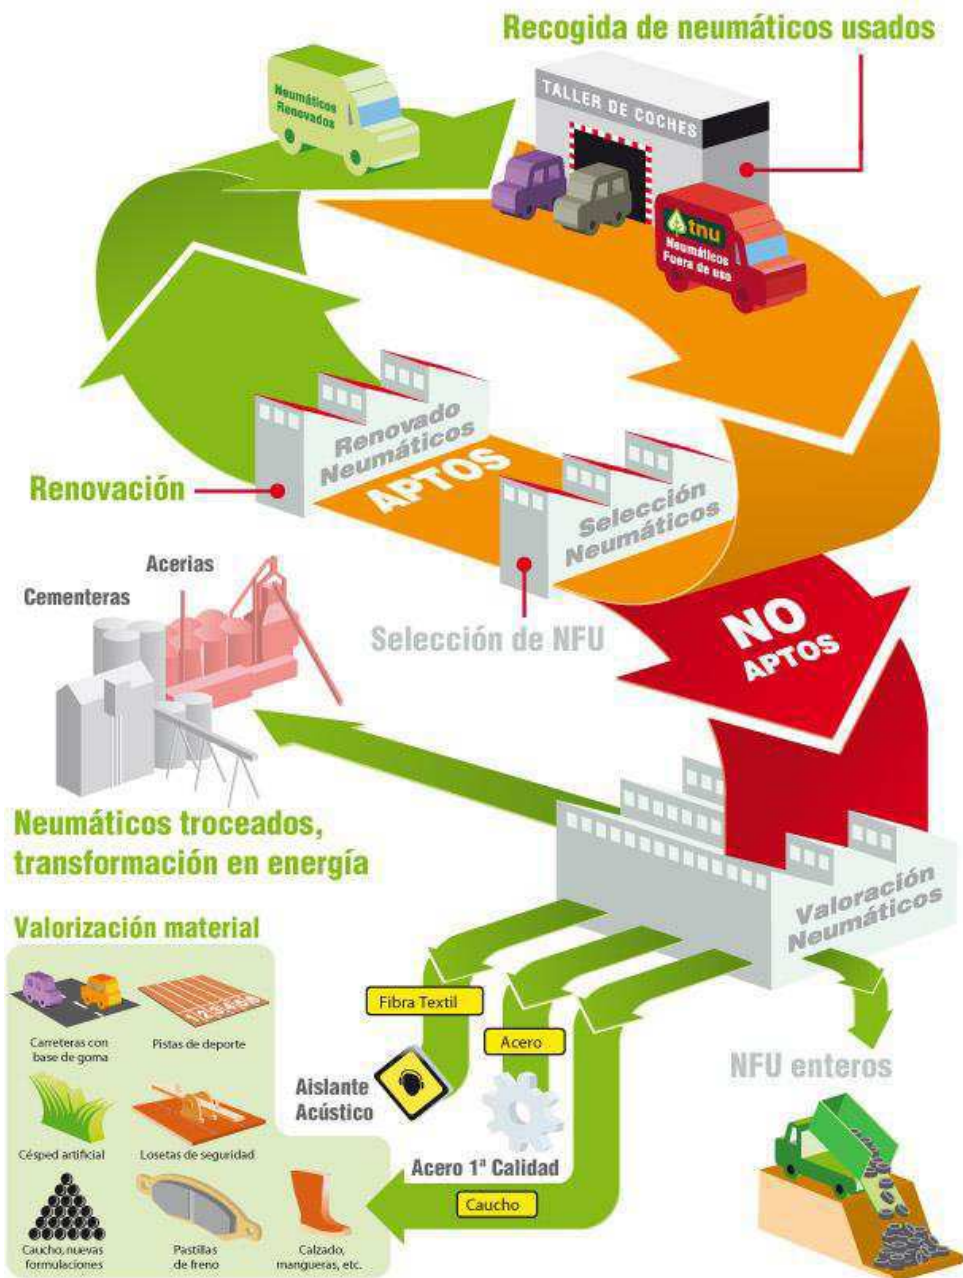 Recogida de neumáticos usados
Neumáticos
Renovados
TALLER DE COCHES
tnu
Neumáticos
Fuera de uso
Renovado
Neumáticos
APTOS
Renovación
Selección
Neumáticos
Selección de NFU
NO
APTOS
Acerias
Cementeras
Neumáticos troceados,
transformación en energía
Valoración
Neumáticos
Valorización material
Carreteras con
base de goma
123456
Pistas de deporte
Césped artificial
Losetas de seguridad
Caucho, nuevas
formulaciones
Pastillas
de freno
Calzado,
mangueras, etc.
Fibra Textil
Aislante
Acústico
Acero
Acero 1ª Calidad
Caucho
NFU enteros